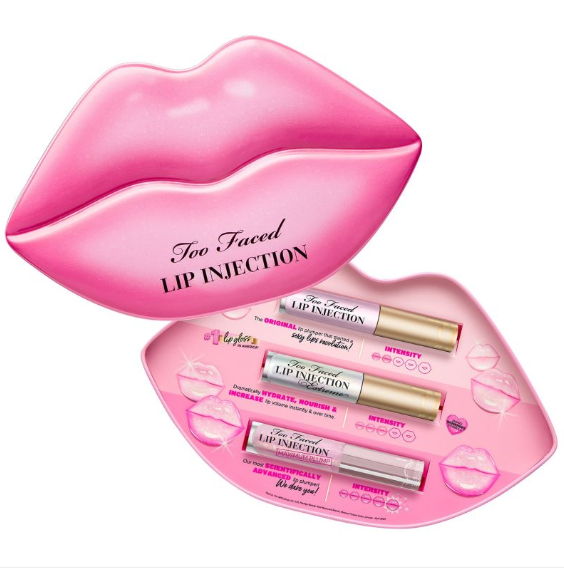 Too Faced
LIP INJECTION
Too Faced
LIP INJECTION
The ORIGINAL lip plumper that started a
sexy lips revolution!
INTENSITY
#1 lip gloss
Too Faced
LIP INJECTION
Extreme
Dramatically HYDRATE, NOURISH &
INCREASE lip volume instantly & over time.
INTENSITY
Too Faced
LIP INJECTION
MAXIMUM PLUMP
Our most SCIENTIFICALLY
ADVANCED lip plumper!
We dare you!
INTENSITY